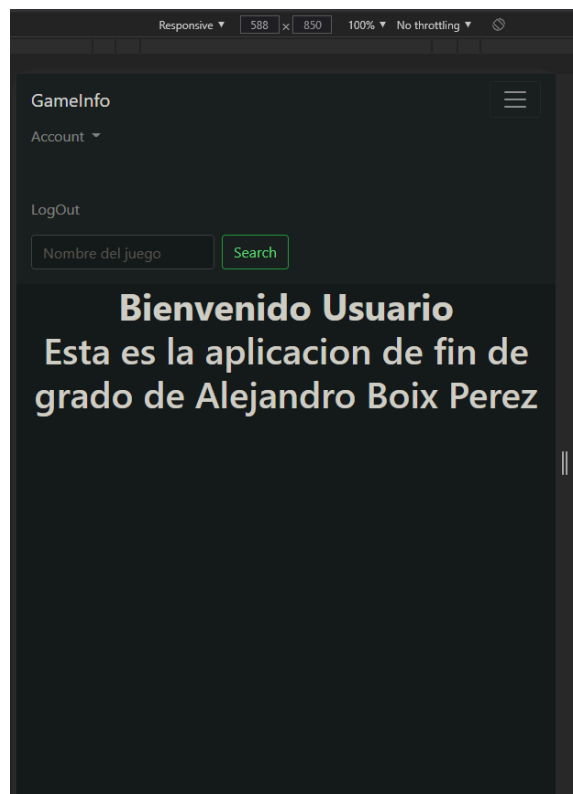 Responsive ▼ 588 × 850 100% ▼ No throttling ▼
GameInfo
Account
LogOut
Nombre del juego Search
Bienvenido Usuario
Esta es la aplicacion de fin de
grado de Alejandro Boix Perez